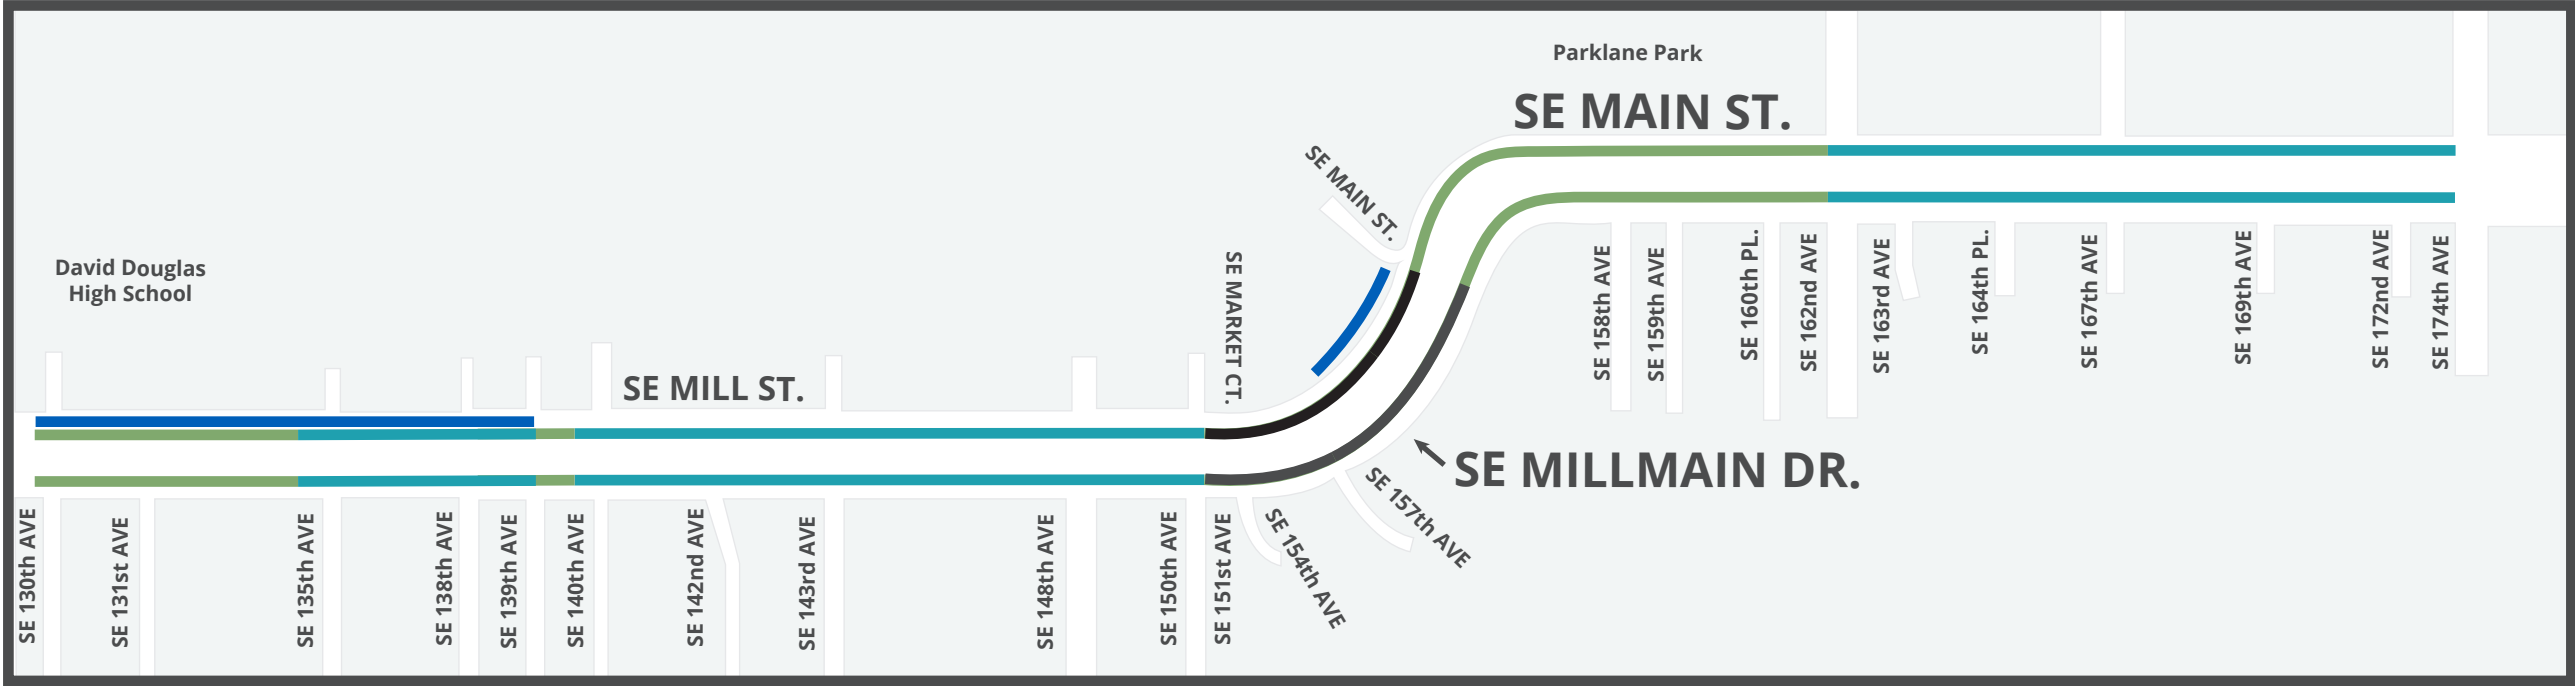 Parklane Park
SE MAIN ST.
SE MAIN ST.
David Douglas
High School
SE MARKET CT.
SE MILL ST.
SE 158th AVE
SE 159th AVE
SE 160th PL.
SE 162nd AVE
SE 163rd AVE
SE 164th PL.
SE 167th AVE
SE 169th AVE
SE 172nd AVE
SE 174th AVE
SE MILLMAIN DR.
SE 130th AVE
SE 131st AVE
SE 135th AVE
SE 138th AVE
SE 139th AVE
SE 140th AVE
SE 142nd AVE
SE 143rd AVE
SE 148th AVE
SE 150th AVE
SE 151st AVE
SE 154th AVE
SE 157th AVE